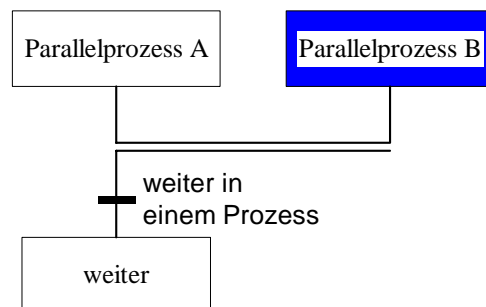 Parallelprozess A
Parallelprozess B
weiter in
einem Prozess
weiter